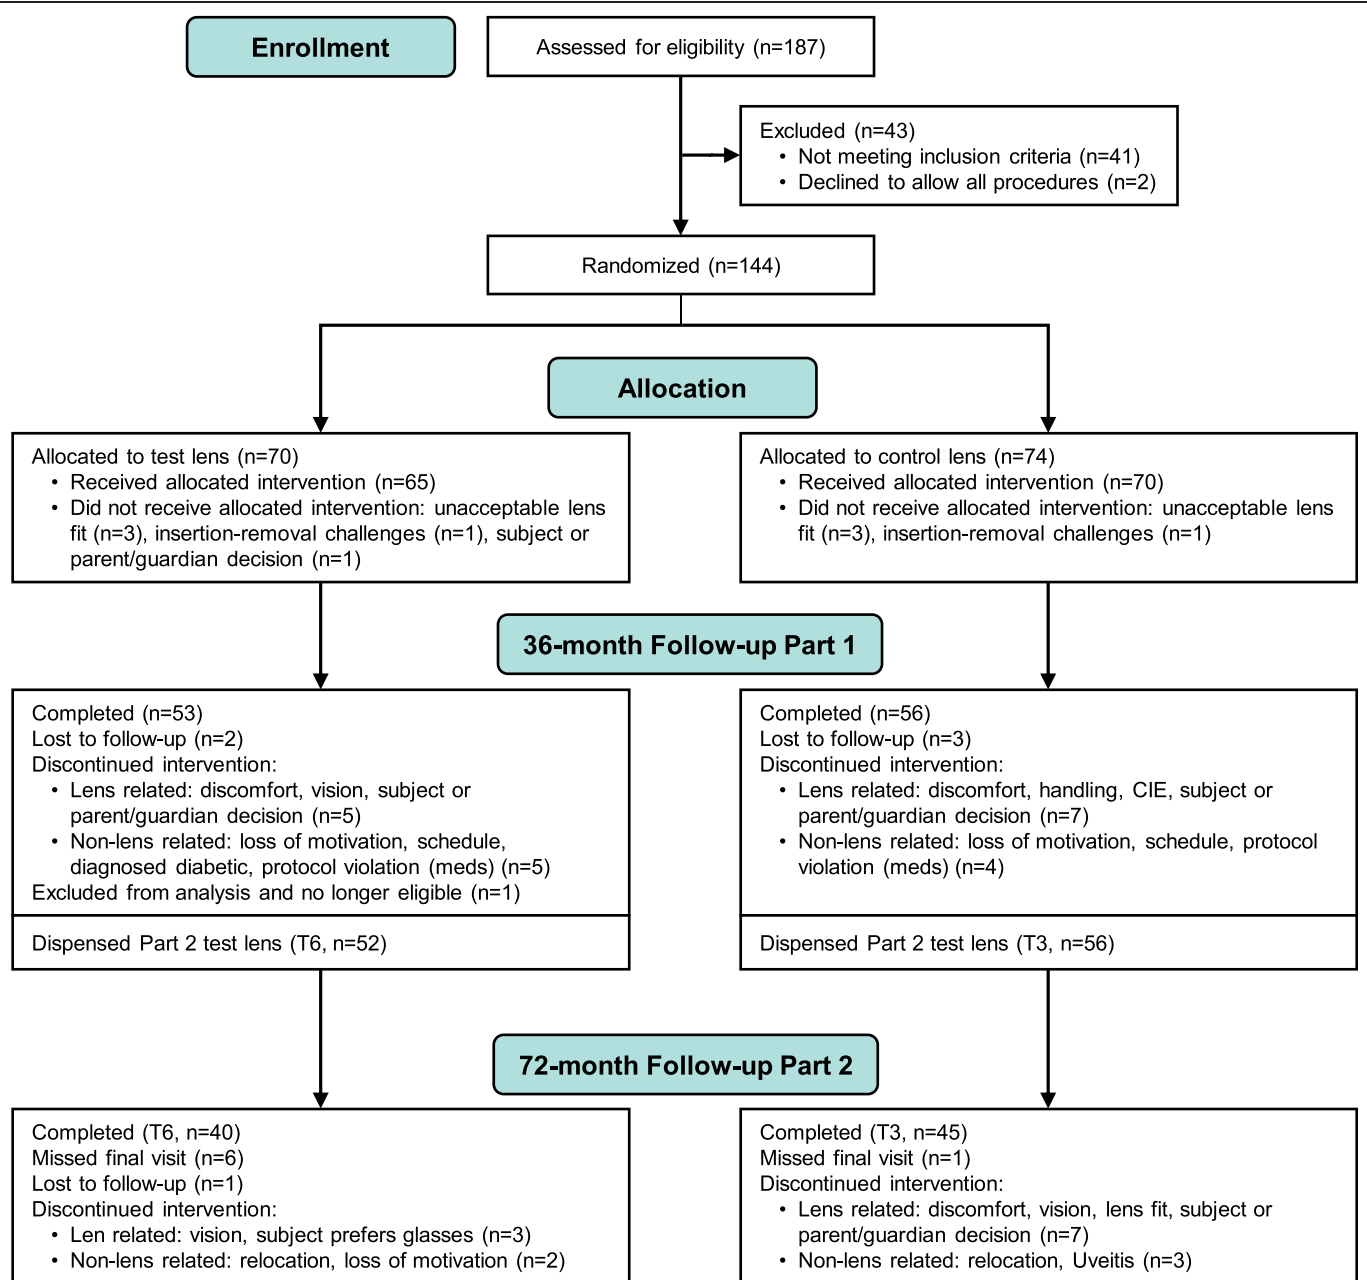 Enrollment
Assessed for eligibility (n=187)
Excluded (n=43)
• Not meeting inclusion criteria (n=41)
• Declined to allow all procedures (n=2)
Randomized (n=144)
Allocation
Allocated to test lens (n=70)
• Received allocated intervention (n=65)
• Did not receive allocated intervention: unacceptable lens
fit (n=3), insertion-removal challenges (n=1), subject or
parent/guardian decision (n=1)
Allocated to control lens (n=74)
• Received allocated intervention (n=70)
• Did not receive allocated intervention: unacceptable lens
fit (n=3), insertion-removal challenges (n=1)
36-month Follow-up Part 1
Completed (n=53)
Lost to follow-up (n=2)
Discontinued intervention:
• Lens related: discomfort, vision, subject or
parent/guardian decision (n=5)
• Non-lens related: loss of motivation, schedule,
diagnosed diabetic, protocol violation (meds) (n=5)
Excluded from analysis and no longer eligible (n=1)
Dispensed Part 2 test lens (T6, n=52)
Completed (n=56)
Lost to follow-up (n=3)
Discontinued intervention:
• Lens related: discomfort, handling, CIE, subject or
parent/guardian decision (n=7)
• Non-lens related: loss of motivation, schedule, protocol
violation (meds) (n=4)
Dispensed Part 2 test lens (T3, n=56)
72-month Follow-up Part 2
Completed (T6, n=40)
Missed final visit (n=6)
Lost to follow-up (n=1)
Discontinued intervention:
• Len related: vision, subject prefers glasses (n=3)
• Non-lens related: relocation, loss of motivation (n=2)
Completed (T3, n=45)
Missed final visit (n=1)
Discontinued intervention:
• Lens related: discomfort, vision, lens fit, subject or
parent/guardian decision (n=7)
• Non-lens related: relocation, Uveitis (n=3)